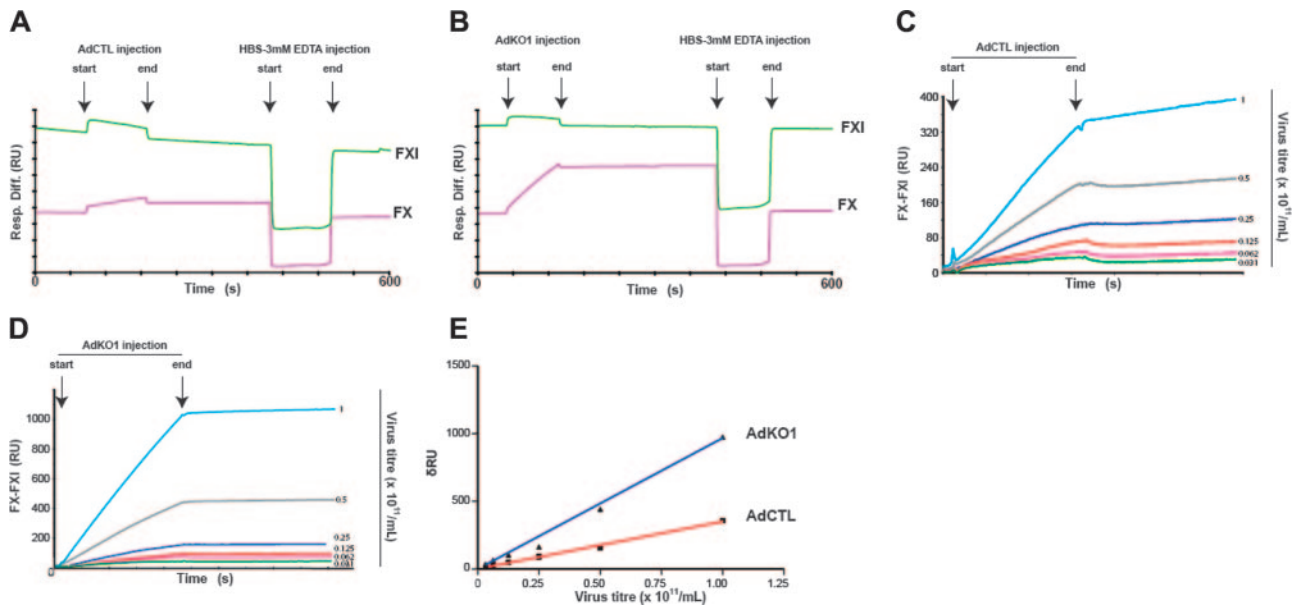 A
AdCTL injection
HBS-3mM EDTA injection
start
end
start
end
Resp. Diff. (RU)
FXI
FX
0
600
Time (s)
B
AdKO1 injection
HBS-3mM EDTA injection
start
end
start
end
Resp. Diff. (RU)
FXI
FX
0
600
Time (s)
C
AdCTL injection
start
end
FX-FXI (RU)
400
320
240
160
80
0
1
0.5
0.25
0.125
0.062
0.031
Virus titre (x 10¹¹/mL)
Time (s)
D
AdKO1 injection
start
end
FX-FXI (RU)
1000
800
600
400
200
0
1
0.5
0.25
0.125
0.062
0.031
Virus titre (x 10¹¹/mL)
Time (s)
E
δRU
1500
1000
500
0
AdKO1
AdCTL
0
0.25
0.50
0.75
1.00
1.25
Virus titre (x 10¹¹/mL)